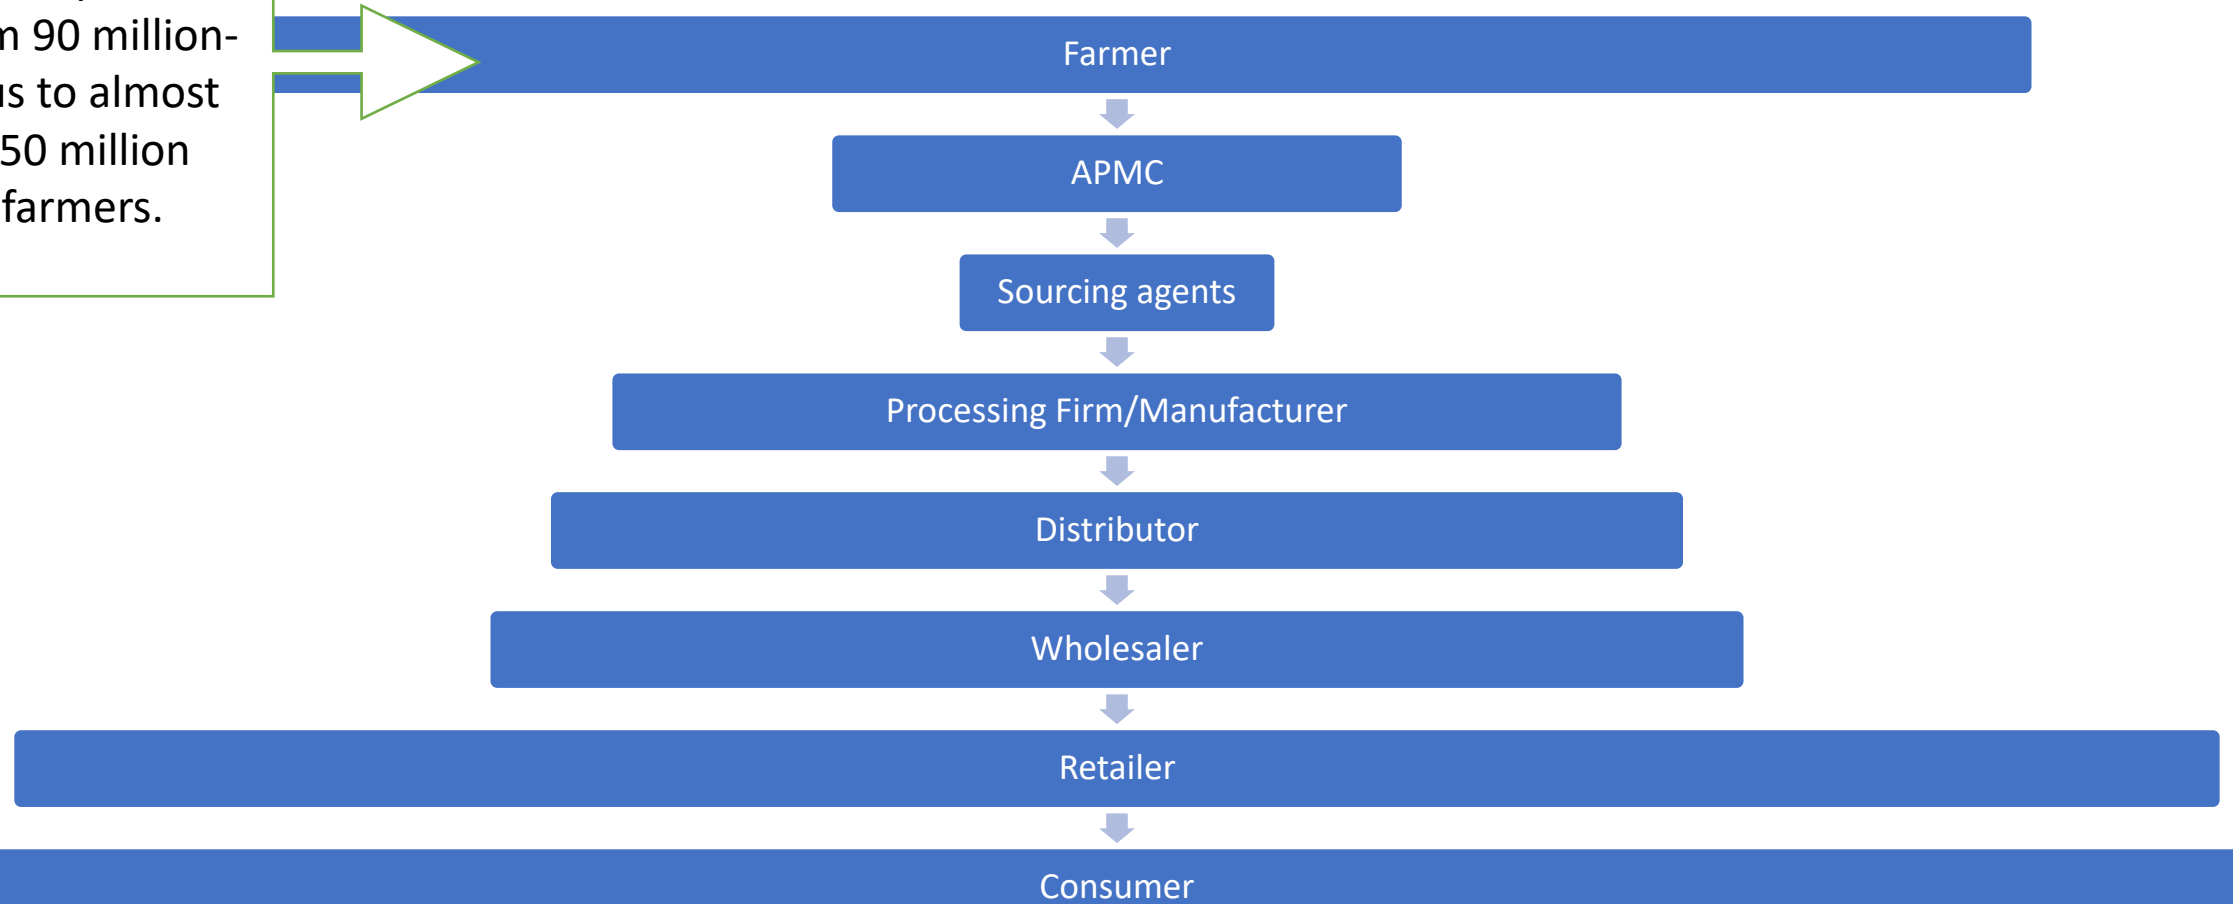 90 million-
to almost
50 million
farmers.
Farmer
APMC
Sourcing agents
Processing Firm/Manufacturer
Distributor
Wholesaler
Retailer
Consumer